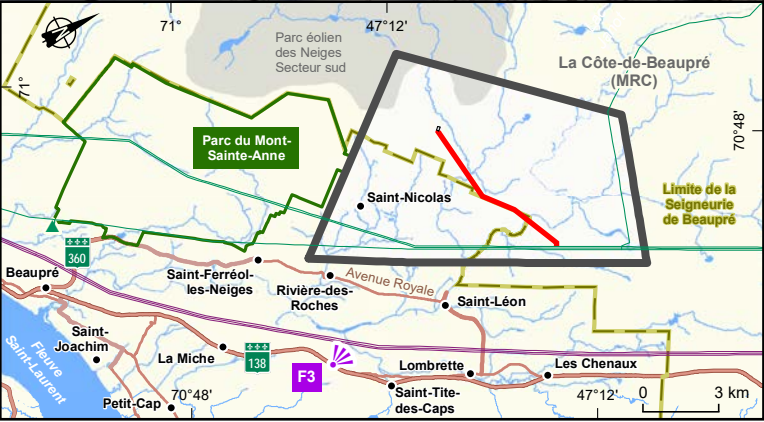 71°
47°12'
Parc éolien
des Neiges
Secteur sud
La Côte-de-Beaupré
(MRC)
71°
70°48'
Parc du Mont-
Sainte-Anne
Saint-Nicolas
Limite de la
Seigneurie
de Beaupré
360
Beaupré
Saint-Ferréol-
les-Neiges
Rivière-des-
Roches
Avenue Royale
Saint-Léon
Saint-
Joachim
Fleuve
Saint-Laurent
La Miche
138
F3
Lombrette
Les Chenaux
Saint-Tite-
des-Caps
Petit-Cap
70°48'
47°12'
0
3 km